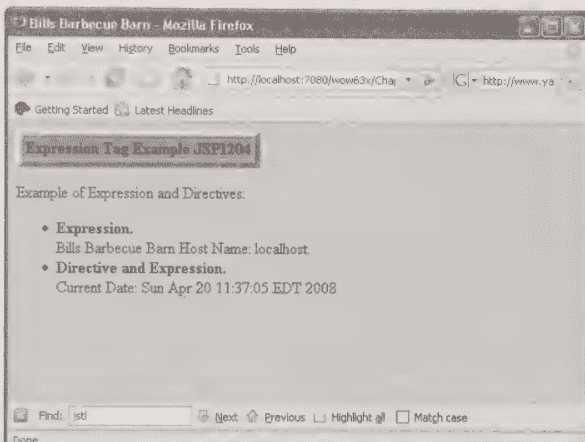 Bills Barbecue Barn - Mozilla Firefox
File Edit View History Bookmarks Tools Help
http://localhost:7080/wow63x/Cha G http://www.ya
Getting Started Latest Headlines
Expression Tag Example JSP1204
Example of Expression and Directives:
• Expression.
Bills Barbecue Barn Host Name: localhost.
• Directive and Expression.
Current Date: Sun Apr 20 11:37:05 EDT 2008
Find: jstl Next Previous Highlight all Match case
Done